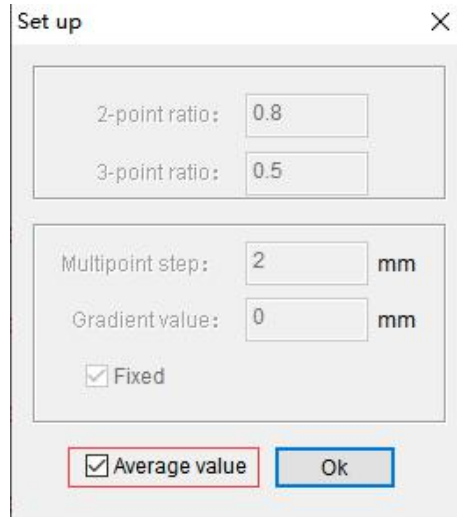 Set up
2-point ratio: 0.8
3-point ratio: 0.5
Multipoint step: 2 mm
Gradient value: 0 mm
Fixed
Average value Ok